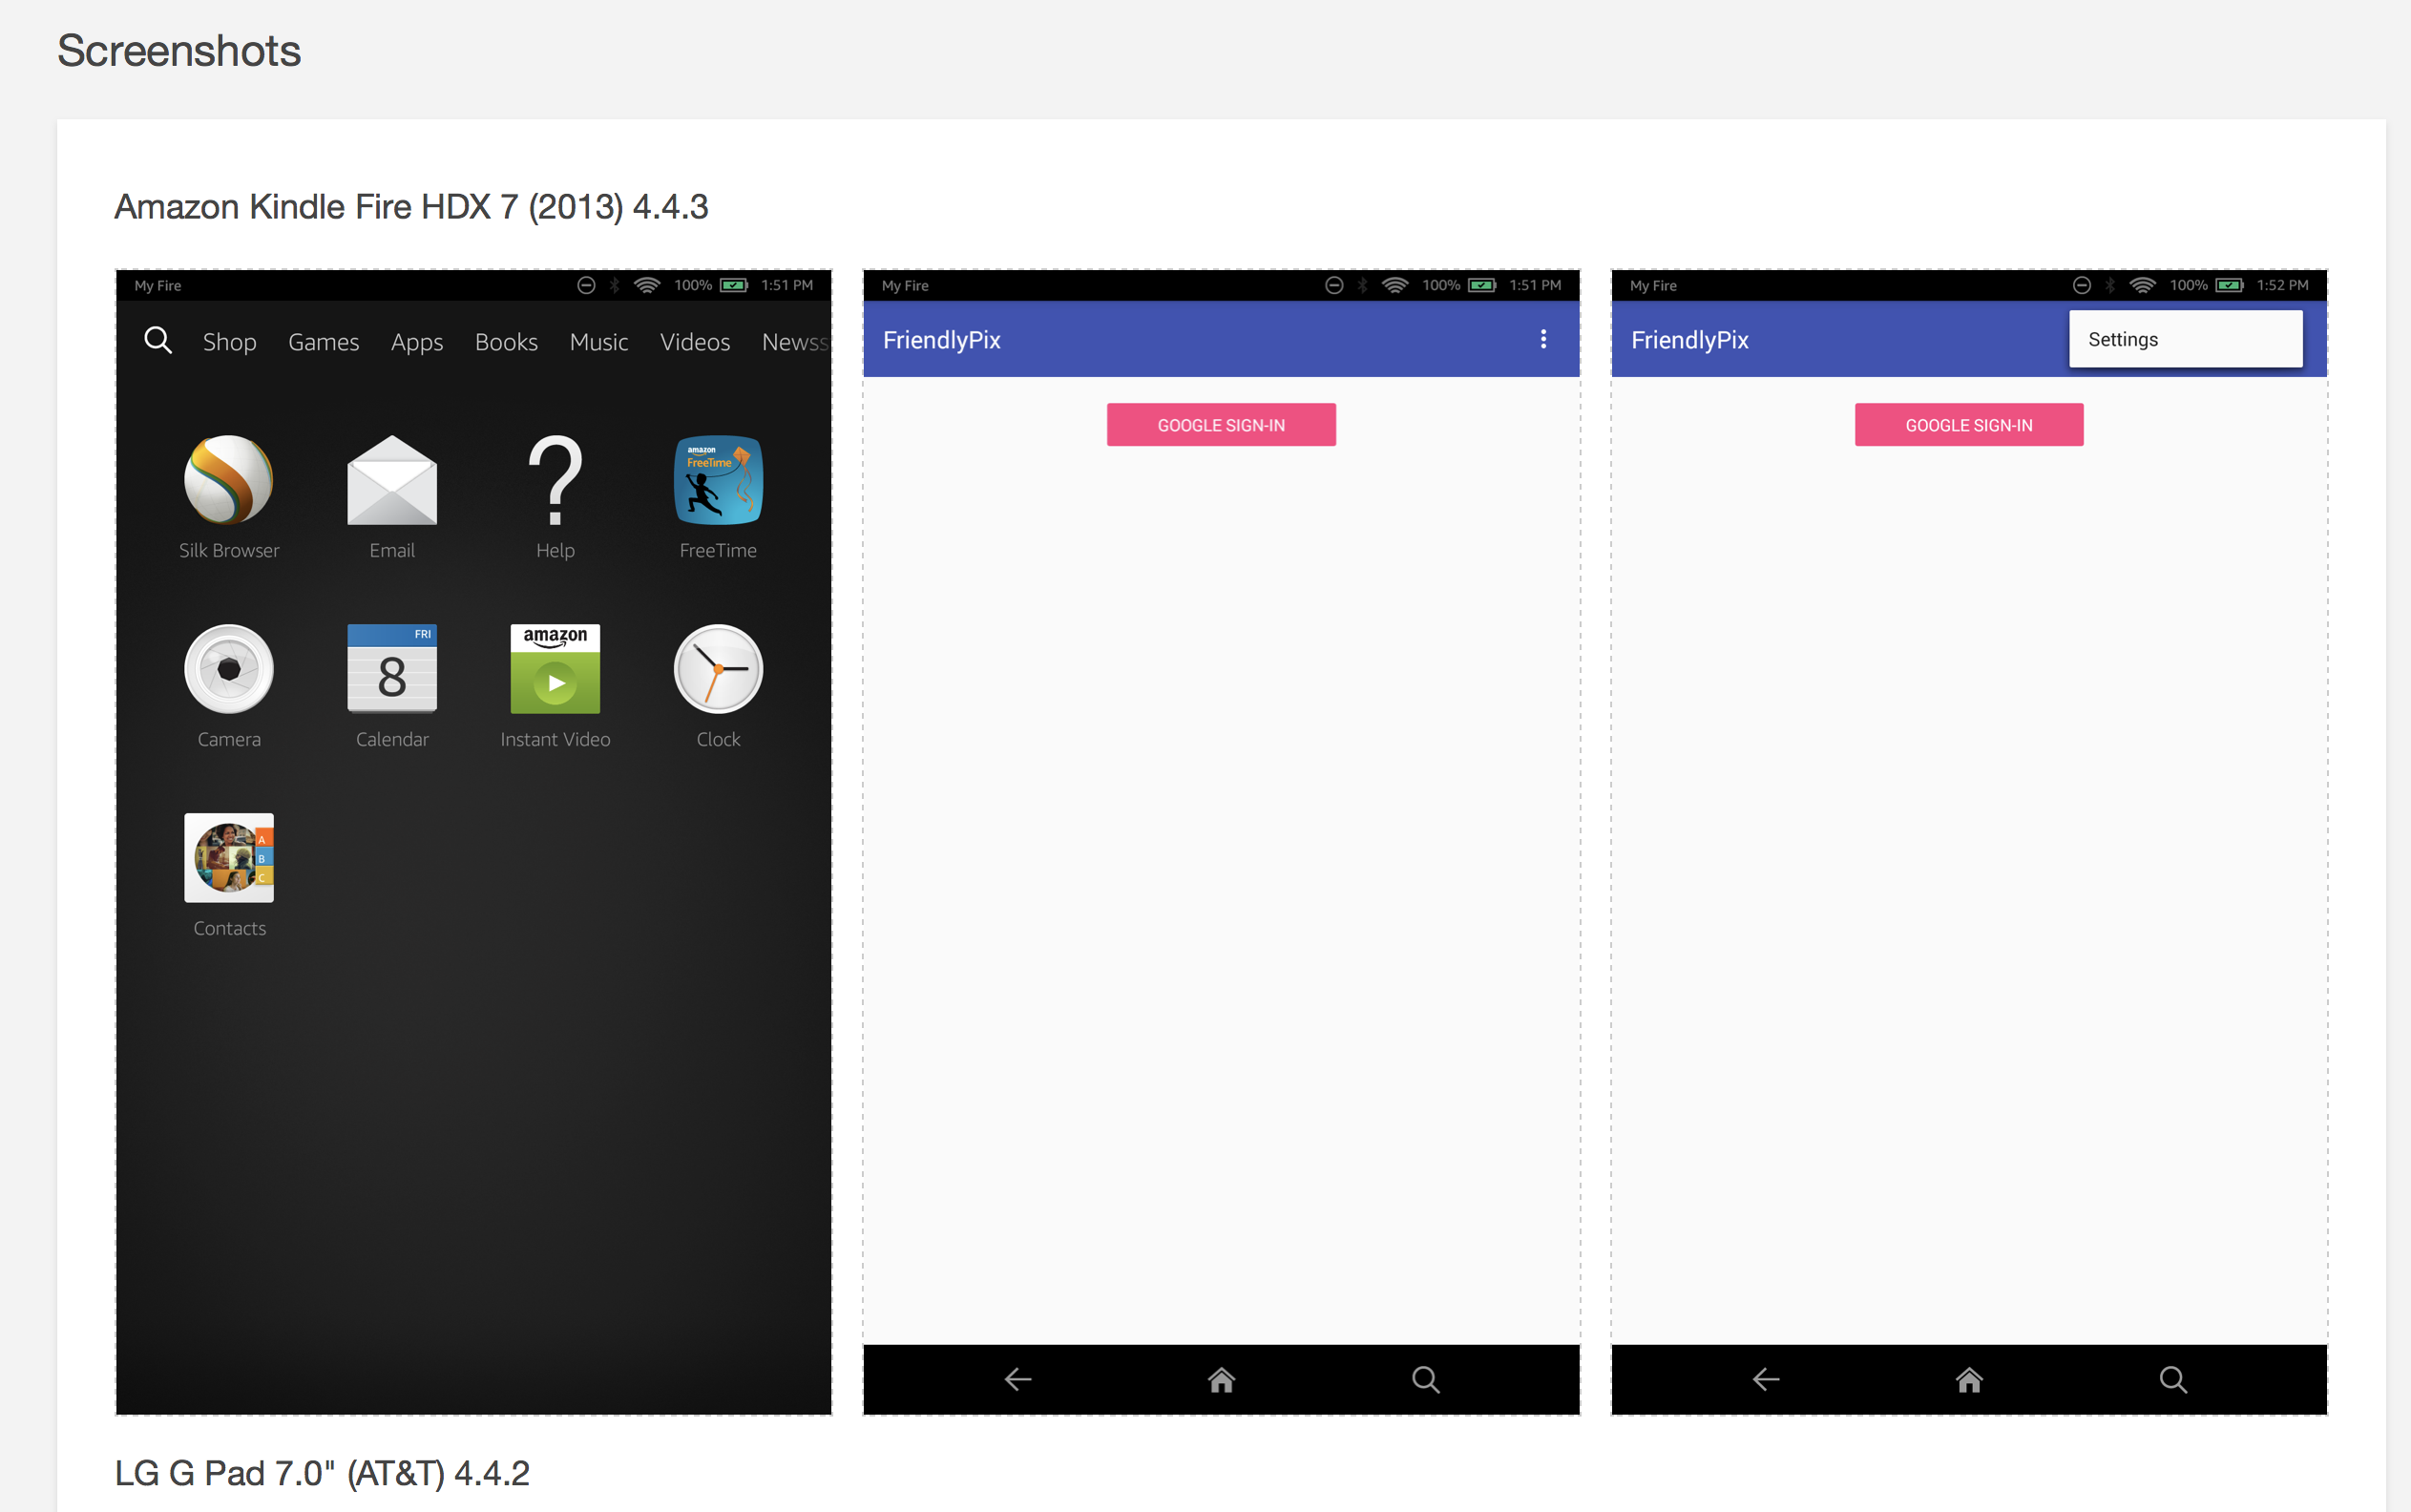 Screenshots
Amazon Kindle Fire HDX 7 (2013) 4.4.3
My Fire 100% 1:51 PM
Shop Games Apps Books Music Videos Newss
amazon
FreeTime
Silk Browser Email Help FreeTime
FRI
8
amazon
Camera Calendar Instant Video Clock
A
B
C
Contacts
My Fire 100% 1:51 PM
FriendlyPix
GOOGLE SIGN-IN
My Fire 100% 1:52 PM
FriendlyPix
Settings
GOOGLE SIGN-IN
LG G Pad 7.0" (AT&T) 4.4.2